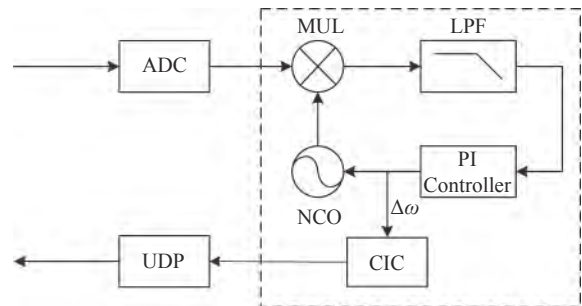 MUL
LPF
ADC
PI
Controller
NCO
Δω
UDP
CIC